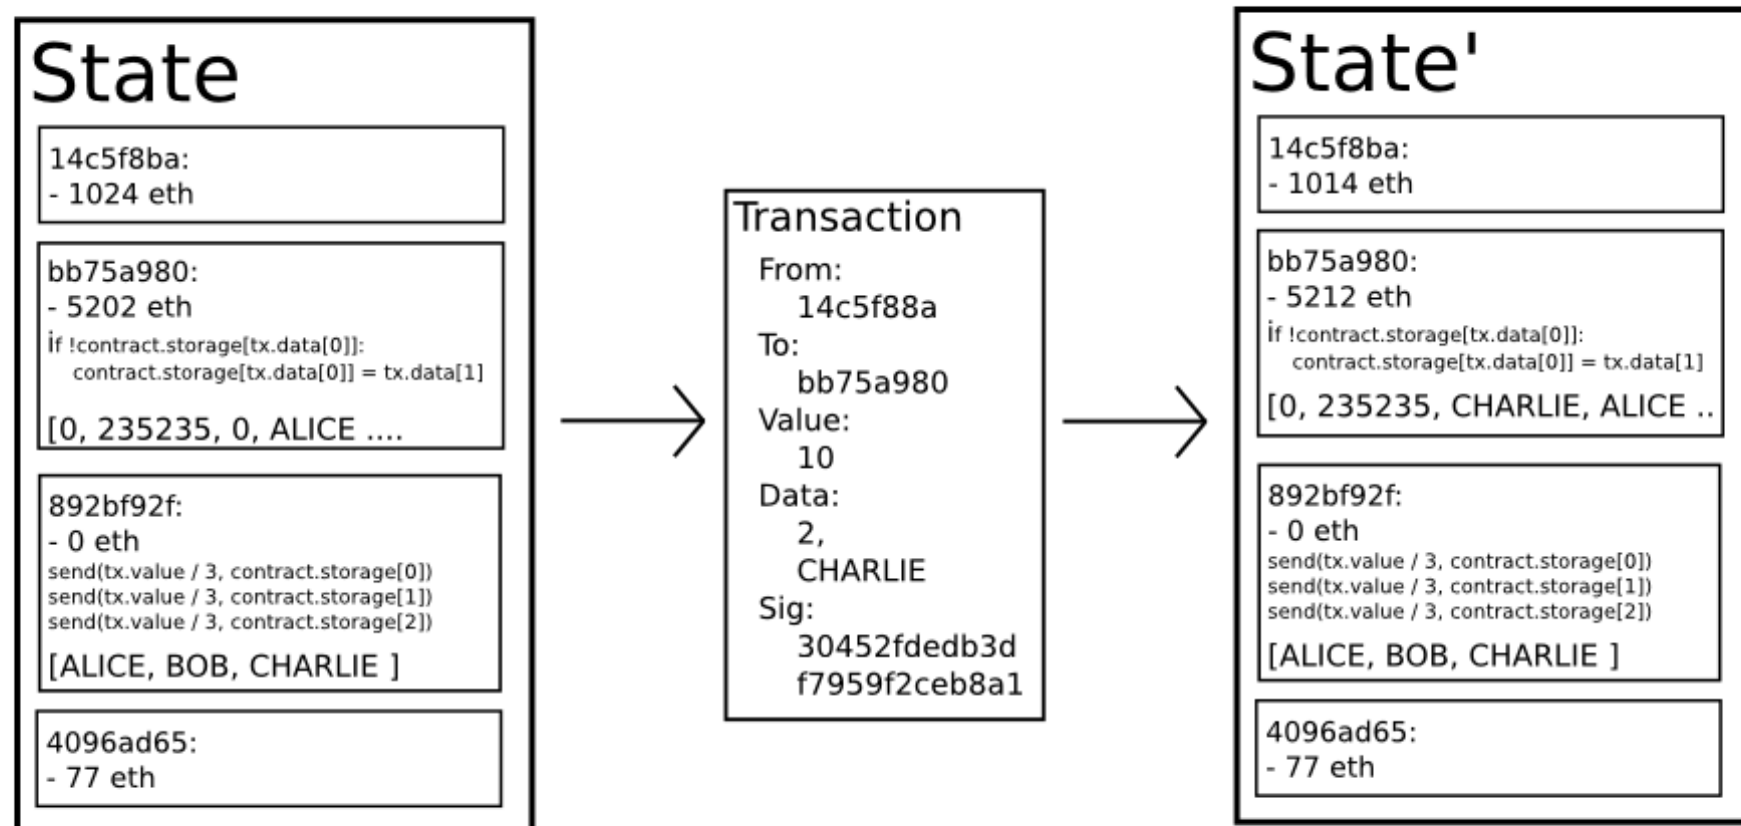 State
14c5f8ba:
- 1024 eth
bb75a980:
- 5202 eth
if !contract.storage[tx.data[0]]:
contract.storage[tx.data[0]] = tx.data[1]
[0, 235235, 0, ALICE ....
892bf92f:
- 0 eth
send(tx.value / 3, contract.storage[0])
send(tx.value / 3, contract.storage[1])
send(tx.value / 3, contract.storage[2])
[ALICE, BOB, CHARLIE ]
4096ad65:
- 77 eth
Transaction
From:
14c5f88a
To:
bb75a980
Value:
10
Data:
2,
CHARLIE
Sig:
30452fdedb3d
f7959f2ceb8a1
State'
14c5f8ba:
- 1014 eth
bb75a980:
- 5212 eth
if !contract.storage[tx.data[0]]:
contract.storage[tx.data[0]] = tx.data[1]
[0, 235235, CHARLIE, ALICE ..
892bf92f:
- 0 eth
send(tx.value / 3, contract.storage[0])
send(tx.value / 3, contract.storage[1])
send(tx.value / 3, contract.storage[2])
[ALICE, BOB, CHARLIE ]
4096ad65:
- 77 eth